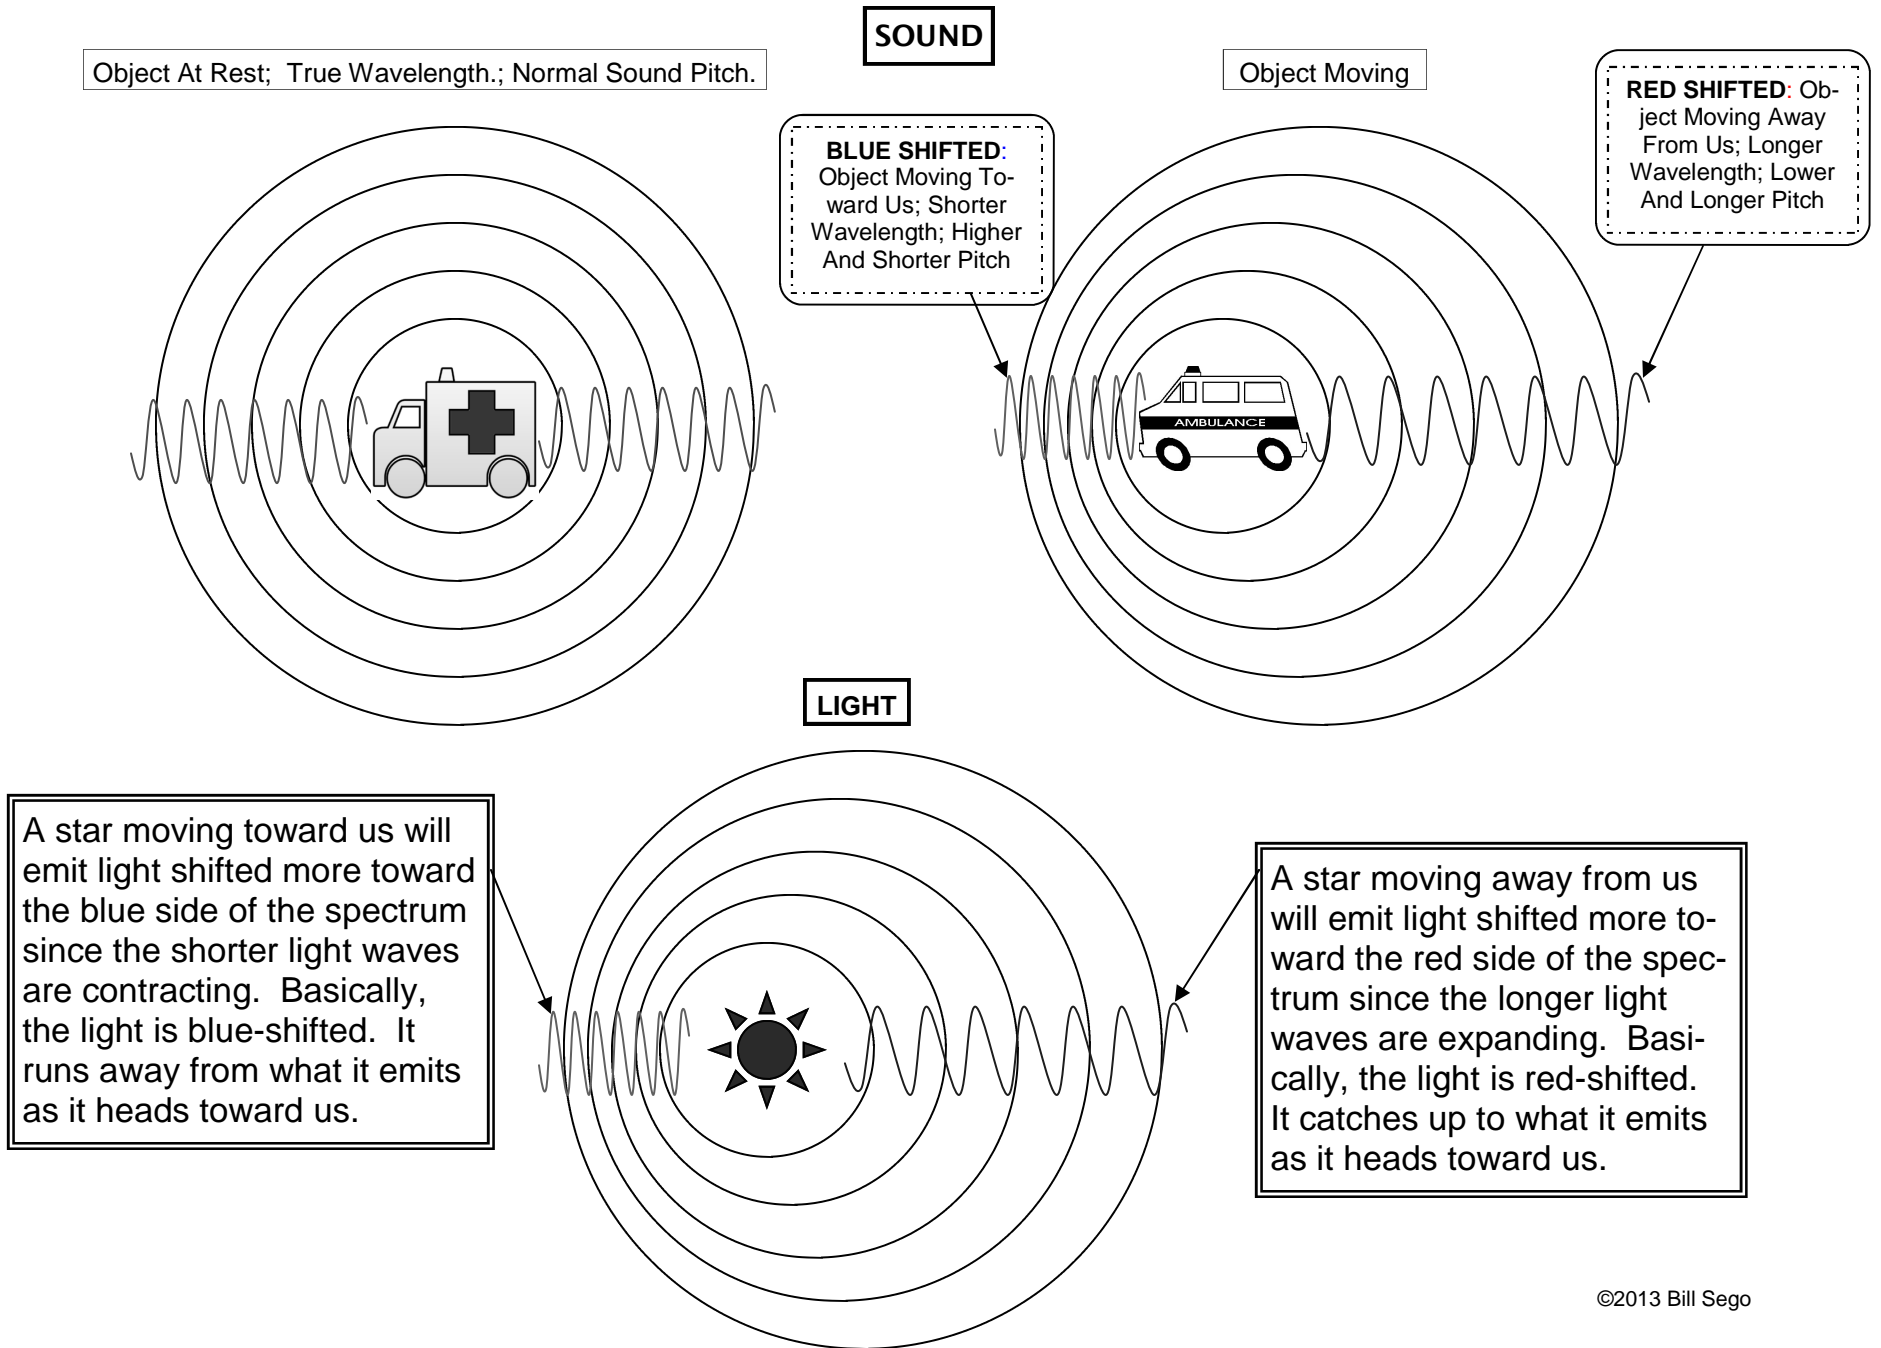 SOUND
Object At Rest;  True Wavelength.; Normal Sound Pitch.
Object Moving
BLUE SHIFTED:
Object Moving To-
ward Us; Shorter
Wavelength; Higher
And Shorter Pitch
RED SHIFTED: Ob-
ject Moving Away
From Us; Longer
Wavelength; Lower
And Longer Pitch
AMBULANCE
LIGHT
A star moving toward us will
emit light shifted more toward
the blue side of the spectrum
since the shorter light waves
are contracting.  Basically,
the light is blue-shifted.  It
runs away from what it emits
as it heads toward us.
A star moving away from us
will emit light shifted more to-
ward the red side of the spec-
trum since the longer light
waves are expanding.  Basi-
cally, the light is red-shifted.
It catches up to what it emits
as it heads toward us.
©2013 Bill Sego